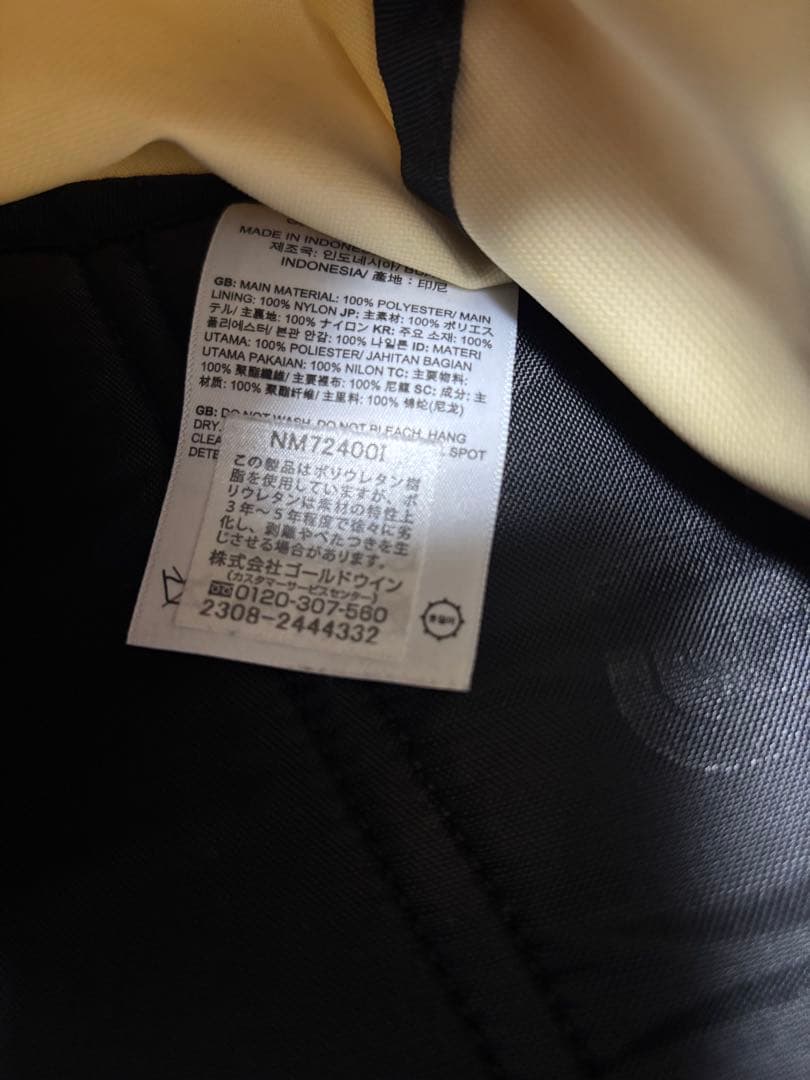 MADE IN INDONE
제조국: 인도네시아/
INDONESIA/ 產地：印尼
GB: MAIN MATERIAL: 100% POLYESTER/ MAIN
LINING: 100% NYLON JP; 主素材: 100% ポリエス
テル/ 主裏地: 100% ナイロン KR: 주요 소재: 100%
폴리에스터/ 본관 안감: 100% 나일론 ID: MATERI
UTAMA: 100% POLIESTER/ JAHITAN BAGIAN
UTAMA PAKAIAN: 100% NILON TC; 主要物料:
100% 聚酯纖維/ 主要裡布: 100% 尼龍 SC; 成分: 主
材质: 100% 聚酯纤维/ 主里料: 100% 锦纶(尼龙)
GB: DO NOT WASH, DO NOT BLEACH, HANG
DRY,
CLEA SPOT
DETE
NM72400I
この製品はポリウレタン樹
脂を使用していますが、ポ
リウレタンは素材の特性上
3年～5年程度で徐々に劣
化し、剥離やべたつきを生
じさせる場合があります。
株式会社ゴールドウイン
(カスタマーサービスセンター)
0120-307-560
2308-2444332